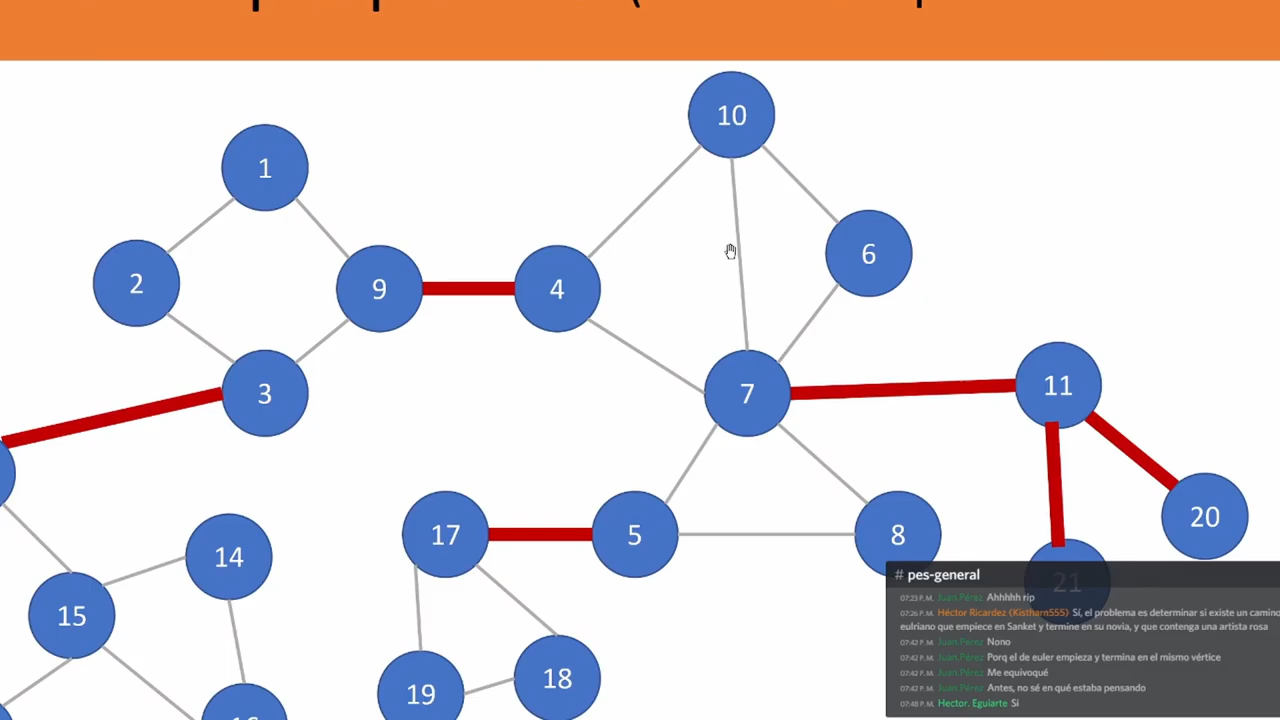 10
1
6
2
9
4
3
7
11
20
17
5
8
14
21
15
19
18
# pes-general
07:23 P.M. Juan.Pérez Ahhhhh rip
07:26 P.M. Héctor Ricardez (Kistharn555) Sí, el problema es determinar si existe un camino
eulriano que empiece en Sanket y termine en su novia, y que contenga una artista rosa
07:42 P.M. Juan.Pérez Nono
07:42 P.M. Juan.Pérez Porq el de euler empieza y termina en el mismo vértice
07:42 P.M. Juan.Pérez Me equivoqué
07:42 P.M. Juan.Pérez Antes, no sé en qué estaba pensando
07:48 P.M. Hector. Eguiarte Si